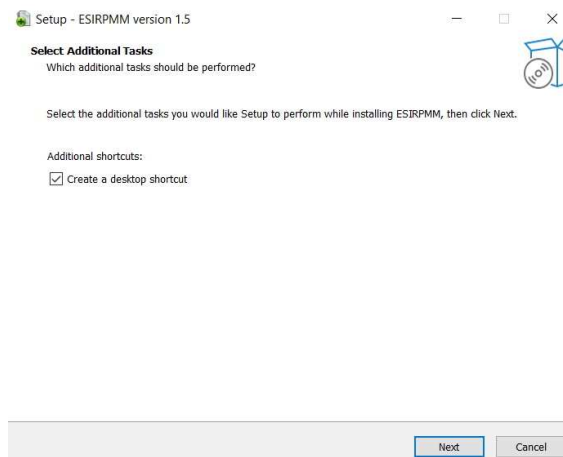 Setup - ESIRPMM version 1.5
Select Additional Tasks
Which additional tasks should be performed?
Select the additional tasks you would like Setup to perform while installing ESIRPMM, then click Next.
Additional shortcuts:
Create a desktop shortcut
Next Cancel